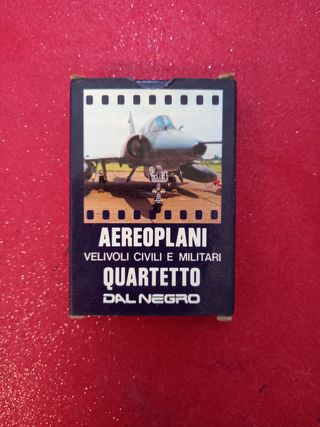 AEREOPLANI
VELIVOLI CIVILI E MILITARI
QUARTETTO
DAL NEGRO